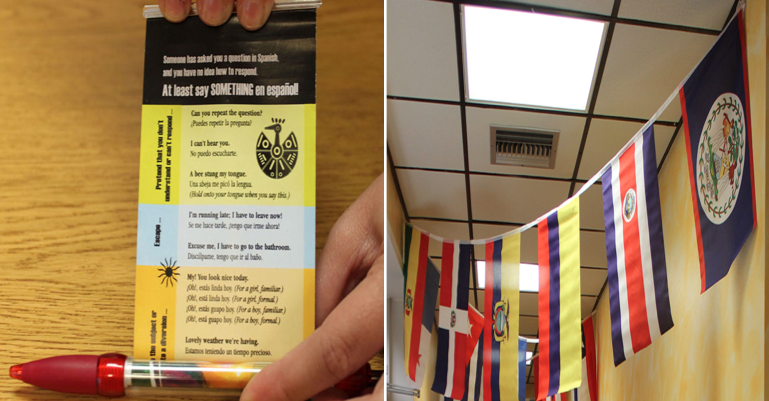 Someone has asked you a question in Spanish,
and you have no idea how to respond.
At least say SOMETHING en español!
Pretend that you don't
understand or can't respond ...
Can you repeat the question?
¿Puedes repetir la pregunta?
I can't hear you.
No puedo escucharte.
A bee stung my tongue.
Una abeja me picó la lengua.
(Hold onto your tongue when you say this.)
Escape ...
I'm running late; I have to leave now!
Se me hace tarde, ¡tengo que irme ahora!
Excuse me, I have to go to the bathroom.
Discúlpame, tengo que ir al baño.
the subject or
a diversion ...
My! You look nice today.
¡Oh!, estás linda hoy. (For a girl, familiar.)
¡Oh!, está linda hoy. (For a girl, formal.)
¡Oh!, estás guapo hoy. (For a boy, familiar.)
¡Oh!, está guapo hoy. (For a boy, formal.)
Lovely weather we're having.
Estamos teniendo un tiempo precioso.